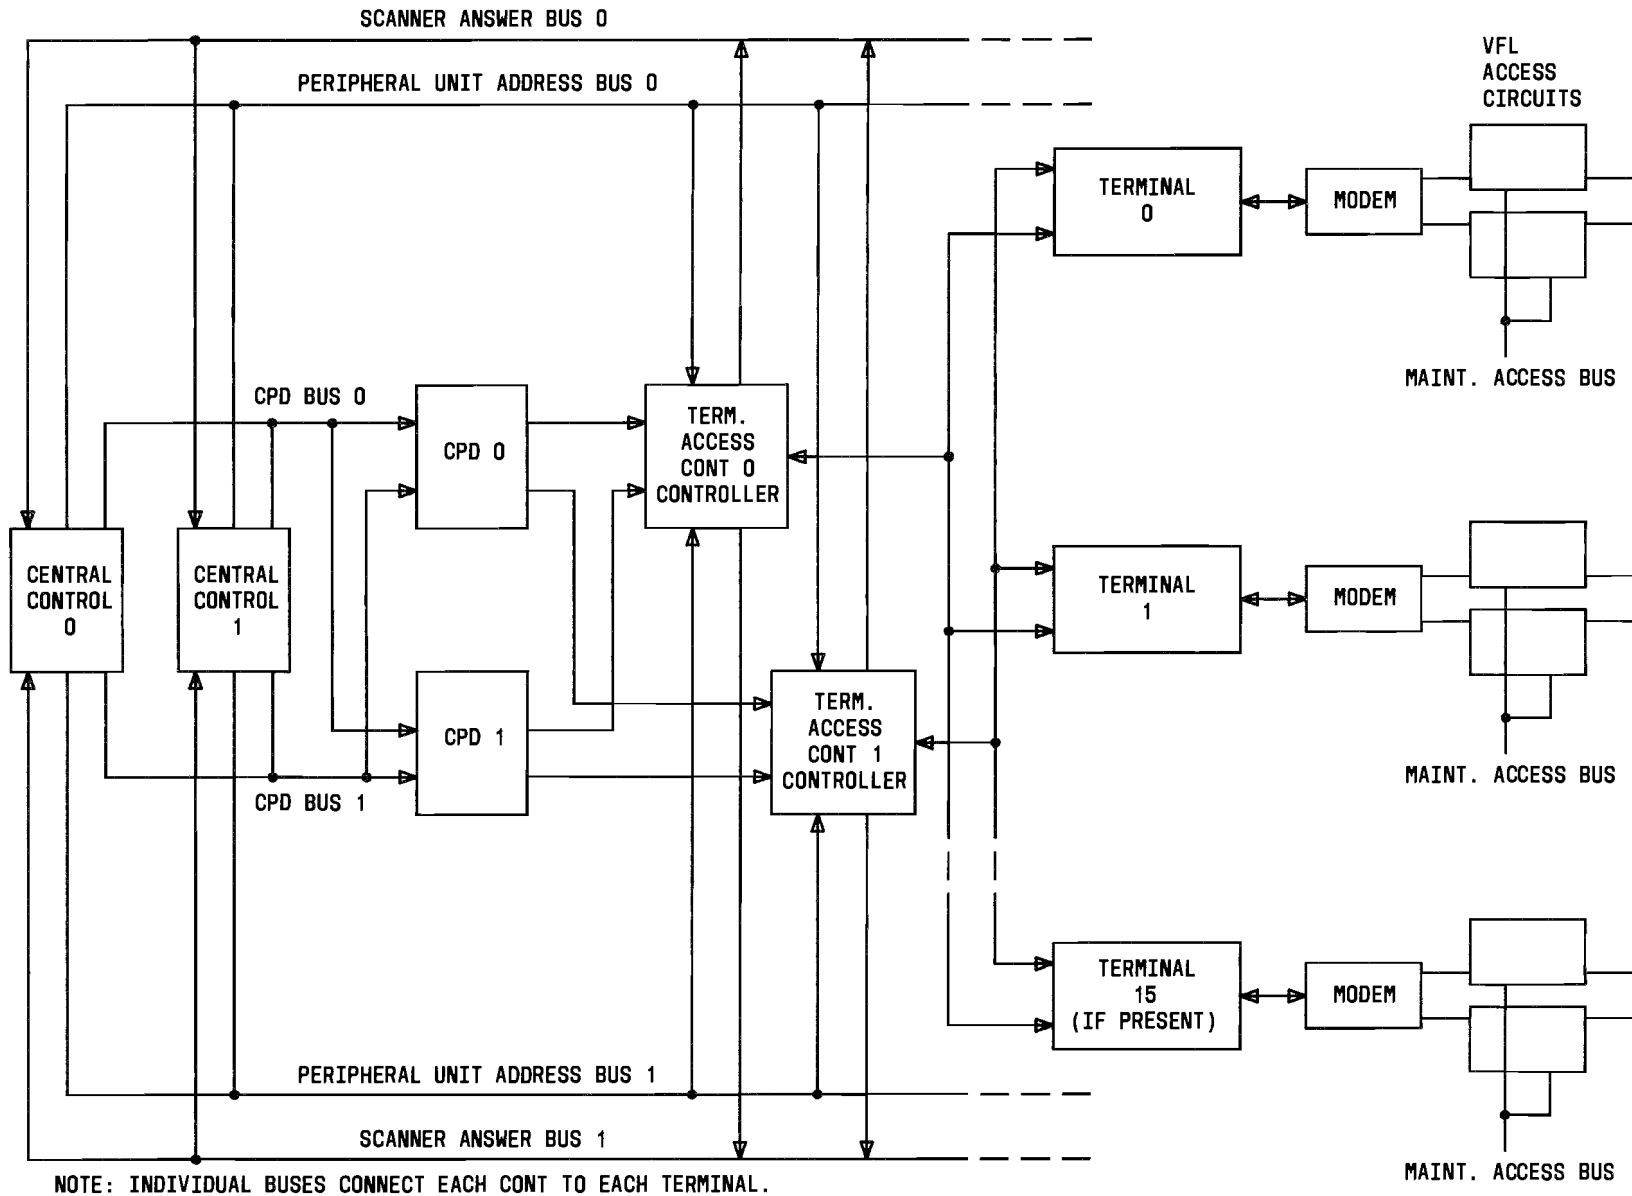 SCANNER ANSWER BUS 0
PERIPHERAL UNIT ADDRESS BUS 0
VFL
ACCESS
CIRCUITS
TERMINAL
0
MODEM
MAINT. ACCESS BUS
CPD BUS 0
CPD 0
TERM.
ACCESS
CONT 0
CONTROLLER
CENTRAL
CONTROL
0
CENTRAL
CONTROL
1
TERMINAL
1
MODEM
MAINT. ACCESS BUS
CPD 1
CPD BUS 1
TERM.
ACCESS
CONT 1
CONTROLLER
TERMINAL
15
(IF PRESENT)
MODEM
MAINT. ACCESS BUS
PERIPHERAL UNIT ADDRESS BUS 1
SCANNER ANSWER BUS 1
NOTE: INDIVIDUAL BUSES CONNECT EACH CONT TO EACH TERMINAL.